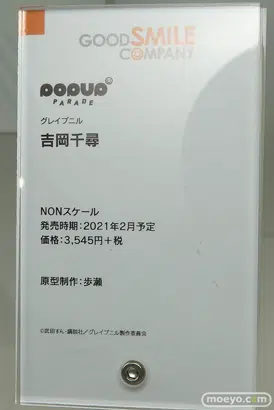 GOOD SMILE
COMPANY
POPUP
PARADE
グレイプニル
吉岡千尋
NONスケール
発売時期：2021年2月予定
価格：3,545円＋税
原型制作：歩瀬
©武田すん・講談社／グレイプニル製作委員会
moeyo.com